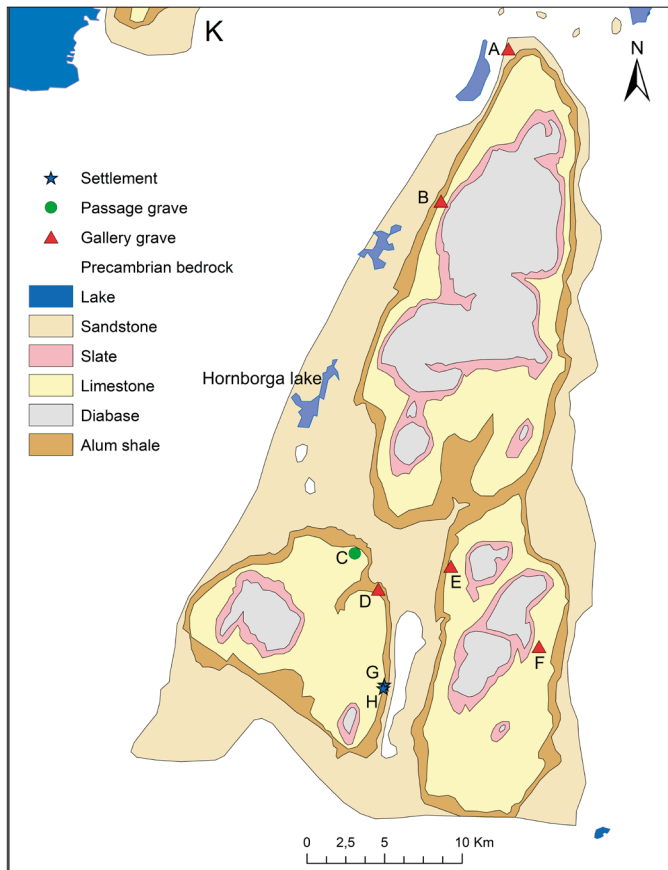 K
A
N
B
Settlement
Passage grave
Gallery grave
Precambrian bedrock
Lake
Sandstone
Slate
Limestone
Diabase
Alum shale
Hornborga lake
C
D
E
F
G
H
0 2,5 5 10 Km